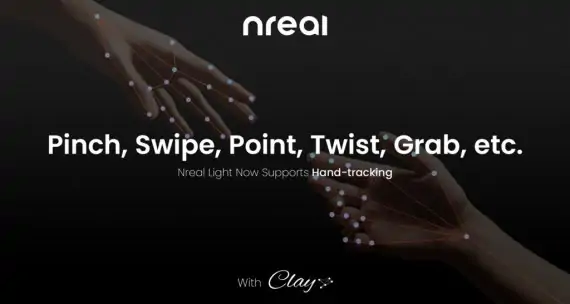 nreal
Pinch, Swipe, Point, Twist, Grab, etc.
Nreal Light Now Supports Hand-tracking
With Clay